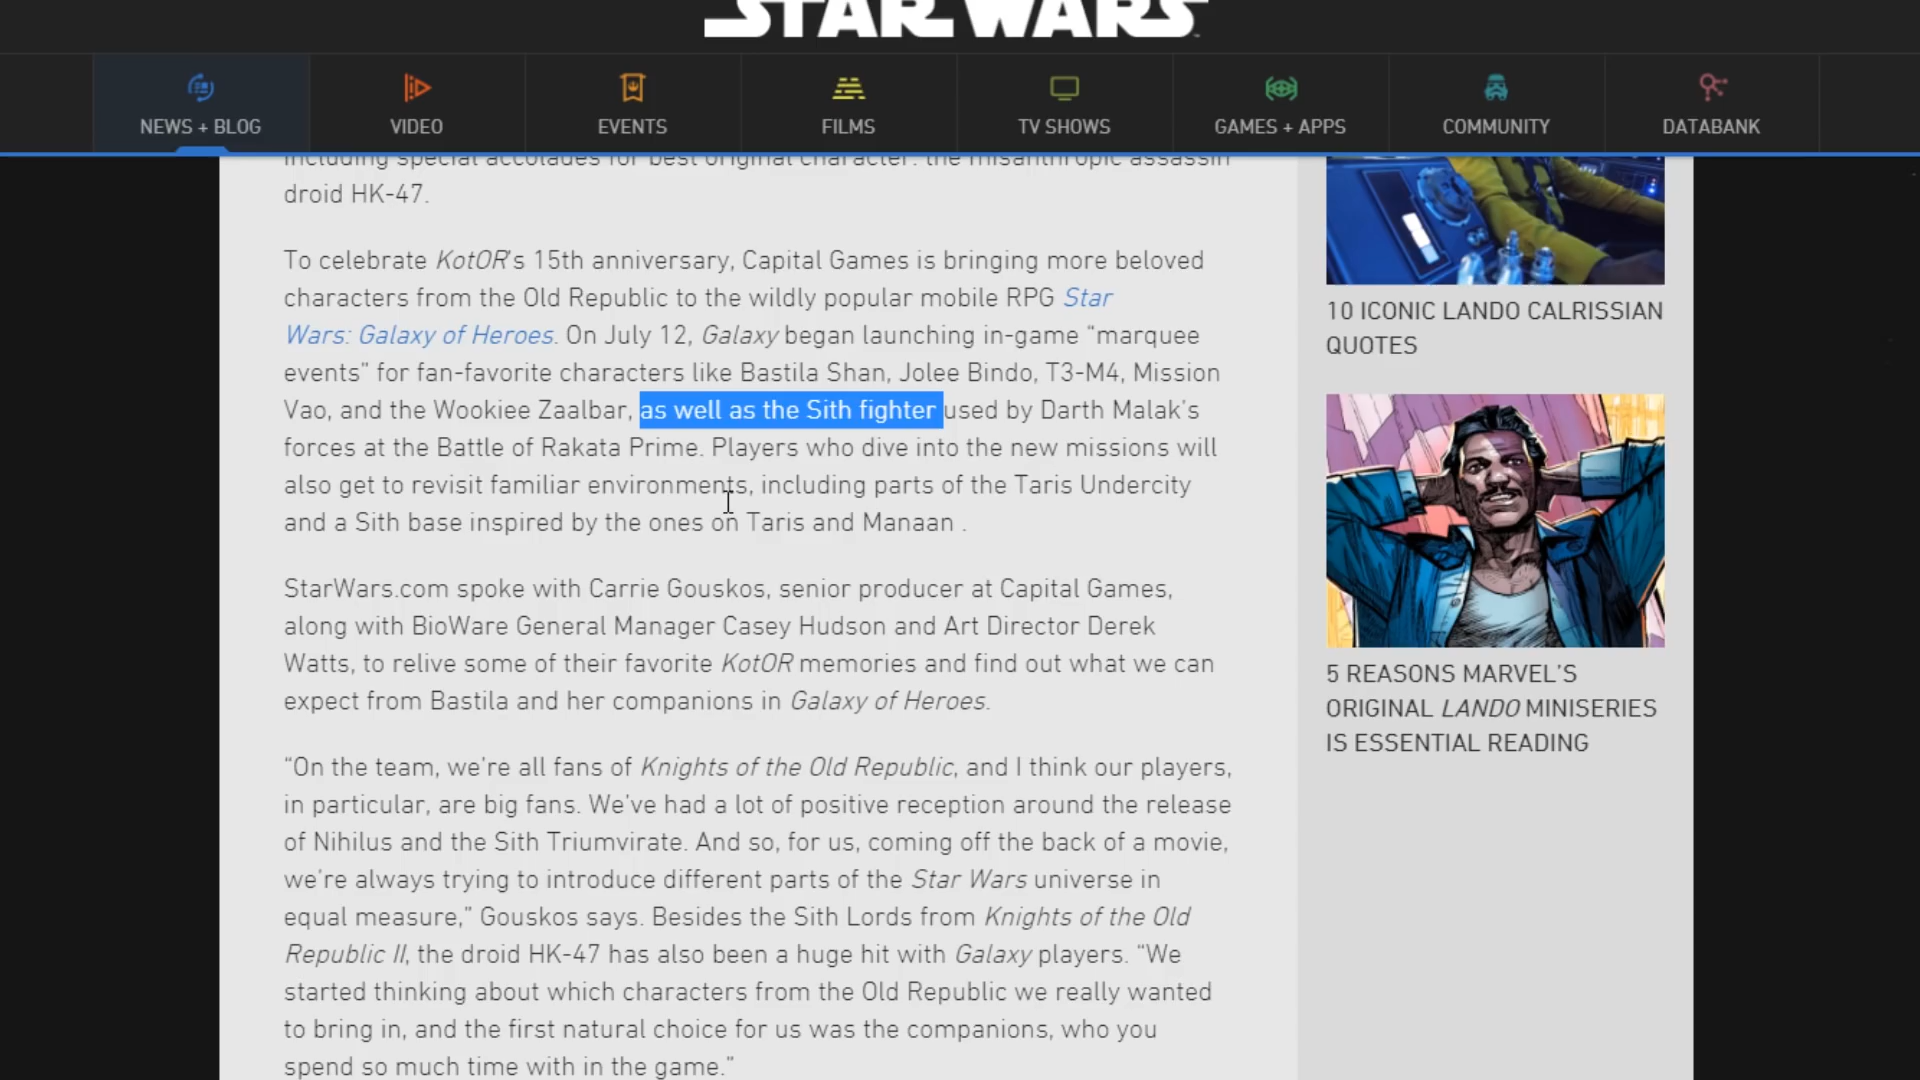 STAR WARS
NEWS + BLOG
VIDEO
EVENTS
FILMS
TV SHOWS
GAMES + APPS
COMMUNITY
DATABANK
including special accolades for best original character: the misanthropic assassin
droid HK-47.
To celebrate KotOR's 15th anniversary, Capital Games is bringing more beloved
characters from the Old Republic to the wildly popular mobile RPG Star
Wars: Galaxy of Heroes. On July 12, Galaxy began launching in-game “marquee
events” for fan-favorite characters like Bastila Shan, Jolee Bindo, T3-M4, Mission
Vao, and the Wookiee Zaalbar, as well as the Sith fighter used by Darth Malak’s
forces at the Battle of Rakata Prime. Players who dive into the new missions will
also get to revisit familiar environments, including parts of the Taris Undercity
and a Sith base inspired by the ones on Taris and Manaan .
StarWars.com spoke with Carrie Gouskos, senior producer at Capital Games,
along with BioWare General Manager Casey Hudson and Art Director Derek
Watts, to relive some of their favorite KotOR memories and find out what we can
expect from Bastila and her companions in Galaxy of Heroes.
“On the team, we’re all fans of Knights of the Old Republic, and I think our players,
in particular, are big fans. We’ve had a lot of positive reception around the release
of Nihilus and the Sith Triumvirate. And so, for us, coming off the back of a movie,
we’re always trying to introduce different parts of the Star Wars universe in
equal measure,” Gouskos says. Besides the Sith Lords from Knights of the Old
Republic II, the droid HK-47 has also been a huge hit with Galaxy players. “We
started thinking about which characters from the Old Republic we really wanted
to bring in, and the first natural choice for us was the companions, who you
spend so much time with in the game.”
10 ICONIC LANDO CALRISSIAN
QUOTES
5 REASONS MARVEL’S
ORIGINAL LANDO MINISERIES
IS ESSENTIAL READING